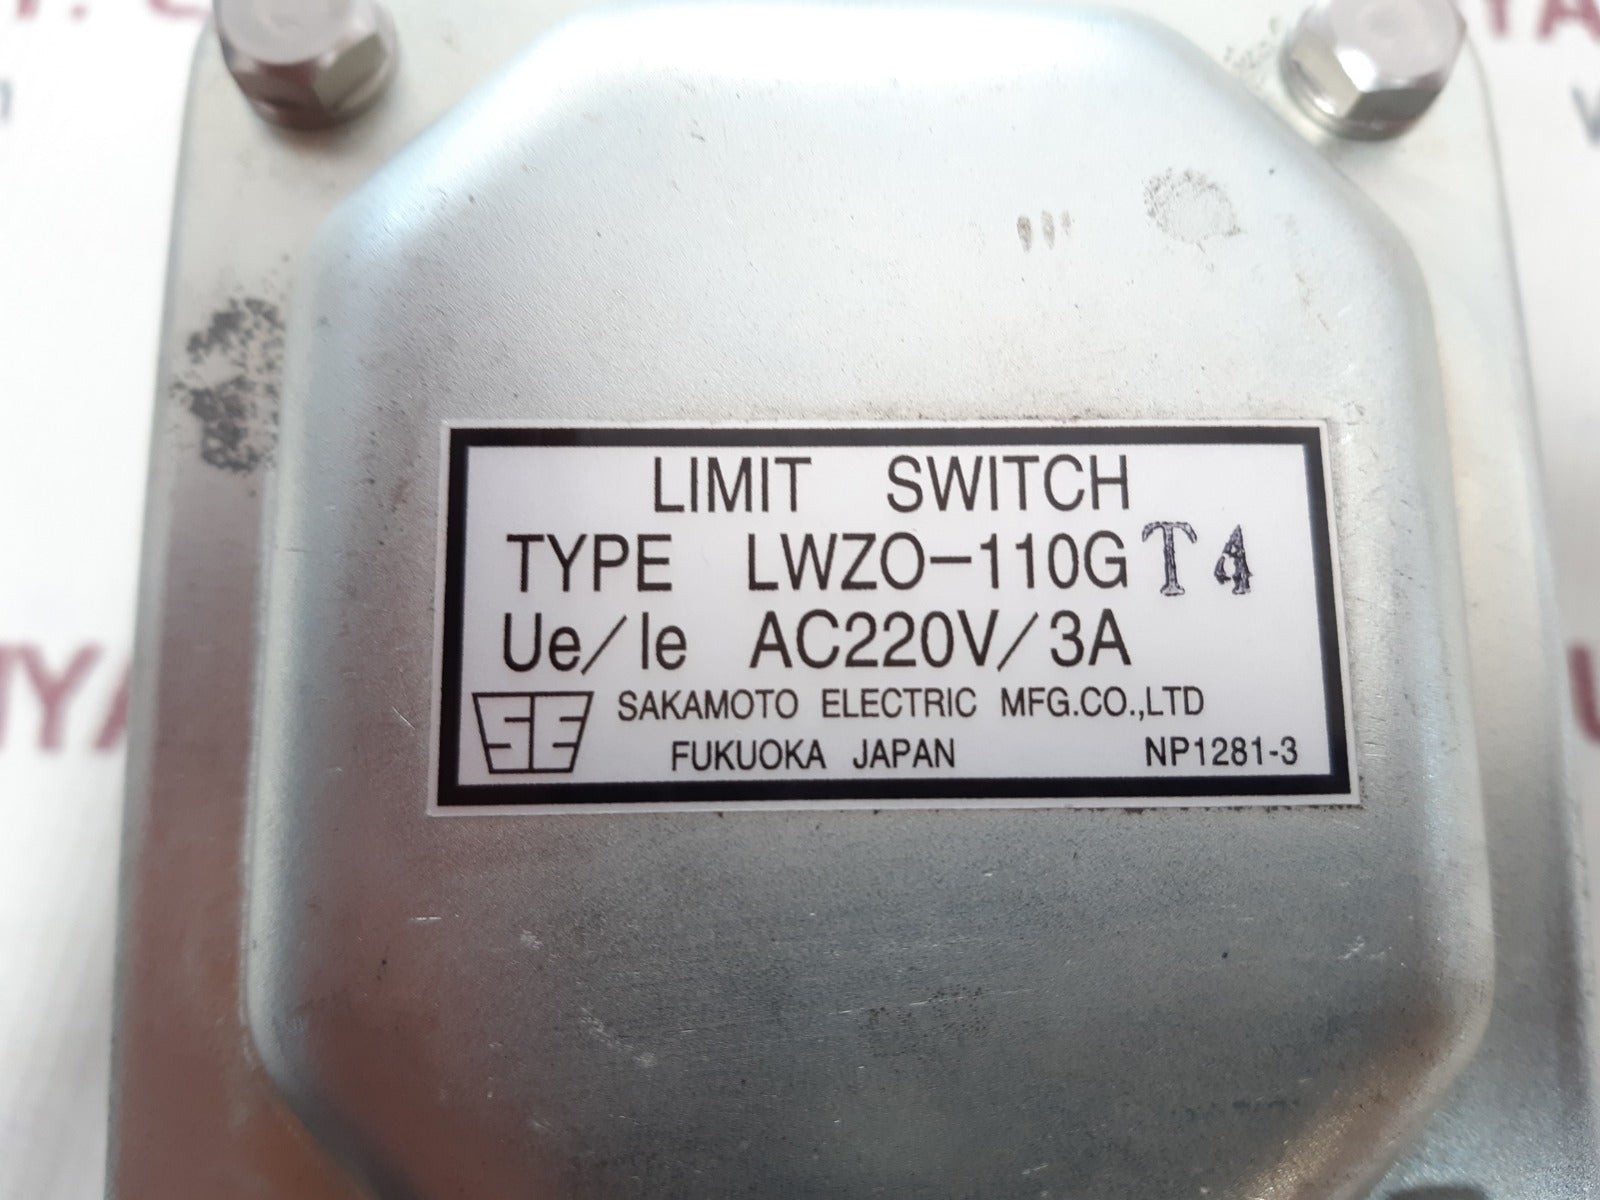 LIMIT SWITCH
TYPE LWZO-110G T4
Ue/Ie AC220V/3A
SAKAMOTO ELECTRIC MFG.CO.,LTD
FUKUOKA JAPAN NP1281-3